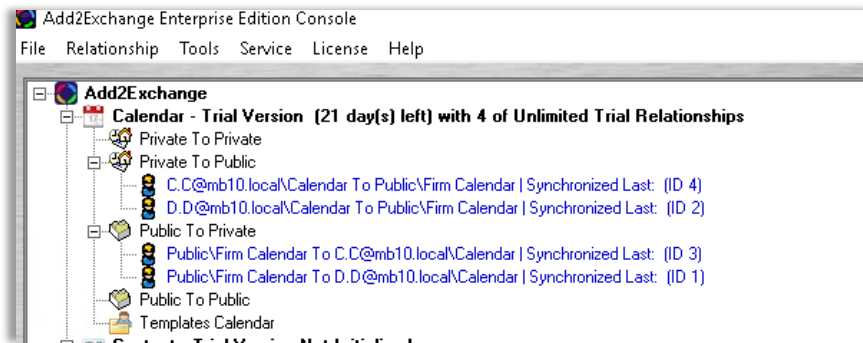 Add2Exchange Enterprise Edition Console
File Relationship Tools Service License Help
Add2Exchange
Calendar - Trial Version (21 day(s) left) with 4 of Unlimited Trial Relationships
Private To Private
Private To Public
C.C@mb10.local\Calendar To Public\Firm Calendar | Synchronized Last: (ID 4)
D.D@mb10.local\Calendar To Public\Firm Calendar | Synchronized Last: (ID 2)
Public To Private
Public\Firm Calendar To C.C@mb10.local\Calendar | Synchronized Last: (ID 3)
Public\Firm Calendar To D.D@mb10.local\Calendar | Synchronized Last: (ID 1)
Public To Public
Templates Calendar